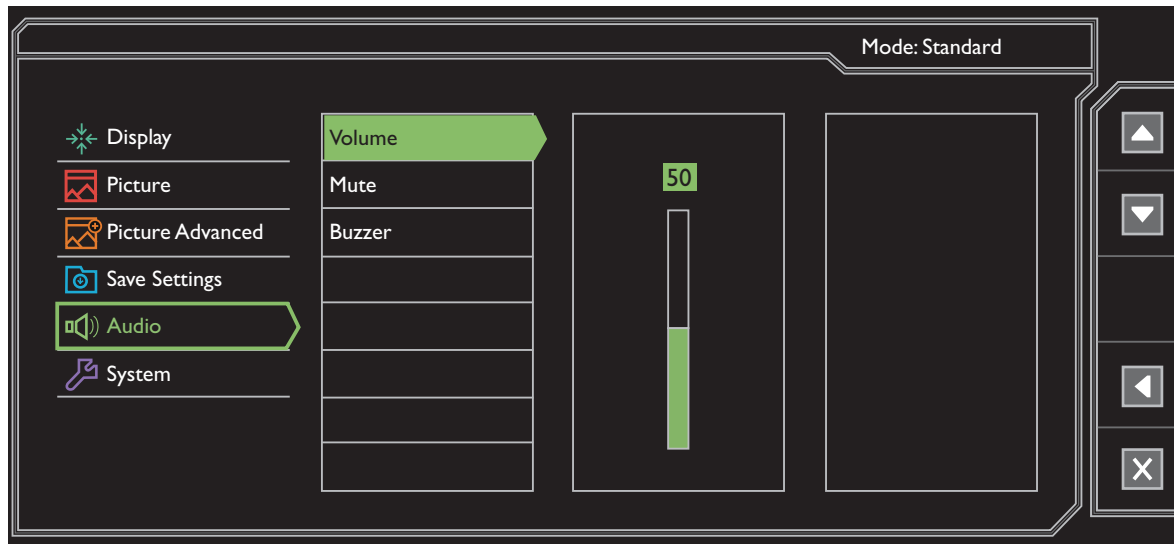 Mode: Standard
Display
Picture
Picture Advanced
Save Settings
Audio
System
Volume
Mute
Buzzer
50